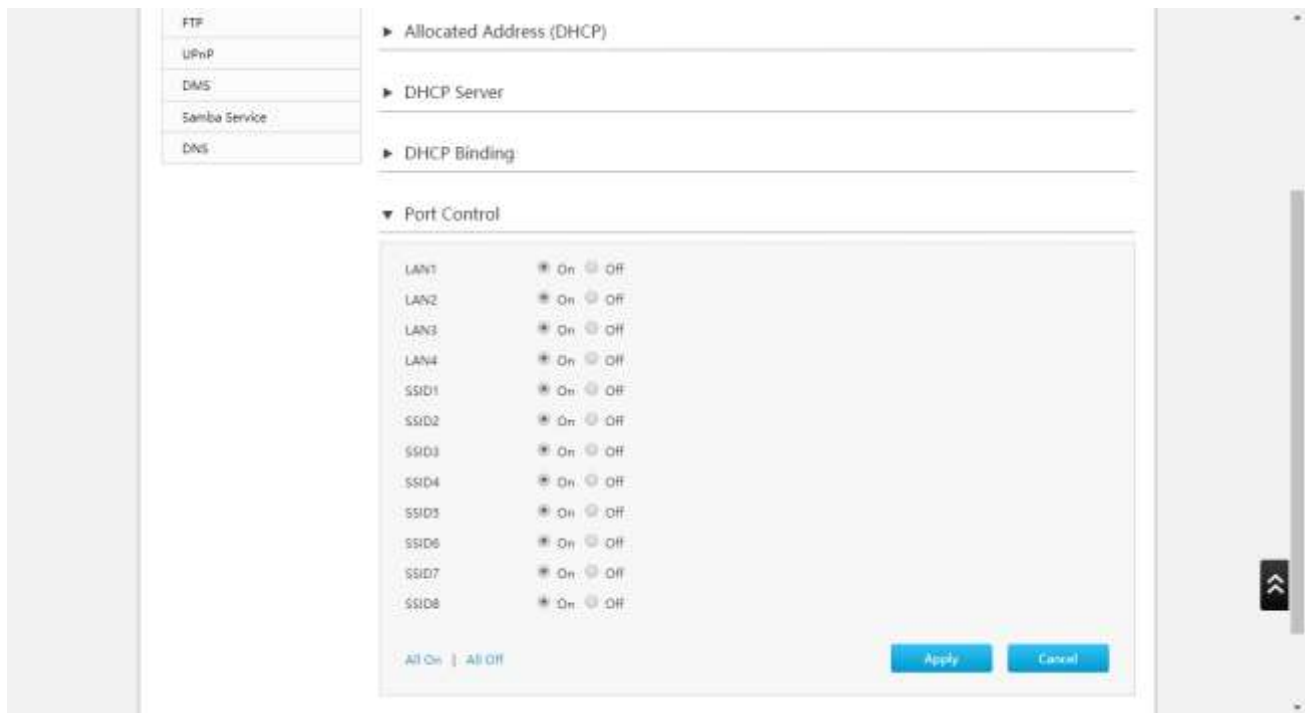 FTP
UPnP
DMS
Samba Service
DNS
Allocated Address (DHCP)
DHCP Server
DHCP Binding
Port Control
LAN1 On Off
LAN2 On Off
LAN3 On Off
LAN4 On Off
SSID1 On Off
SSID2 On Off
SSID3 On Off
SSID4 On Off
SSID5 On Off
SSID6 On Off
SSID7 On Off
SSID8 On Off
All On | All Off
Apply Cancel